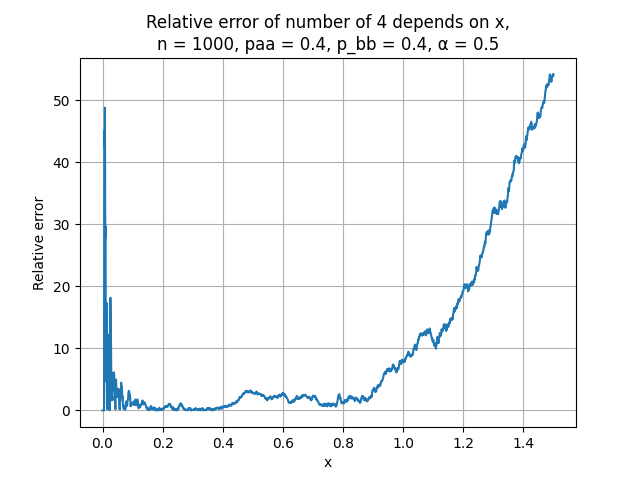 Relative error of number of 4 depends on x,
n = 1000, paa = 0.4, p_bb = 0.4, α = 0.5
Relative error
50
40
30
20
10
0
0.0 0.2 0.4 0.6 0.8 1.0 1.2 1.4
x